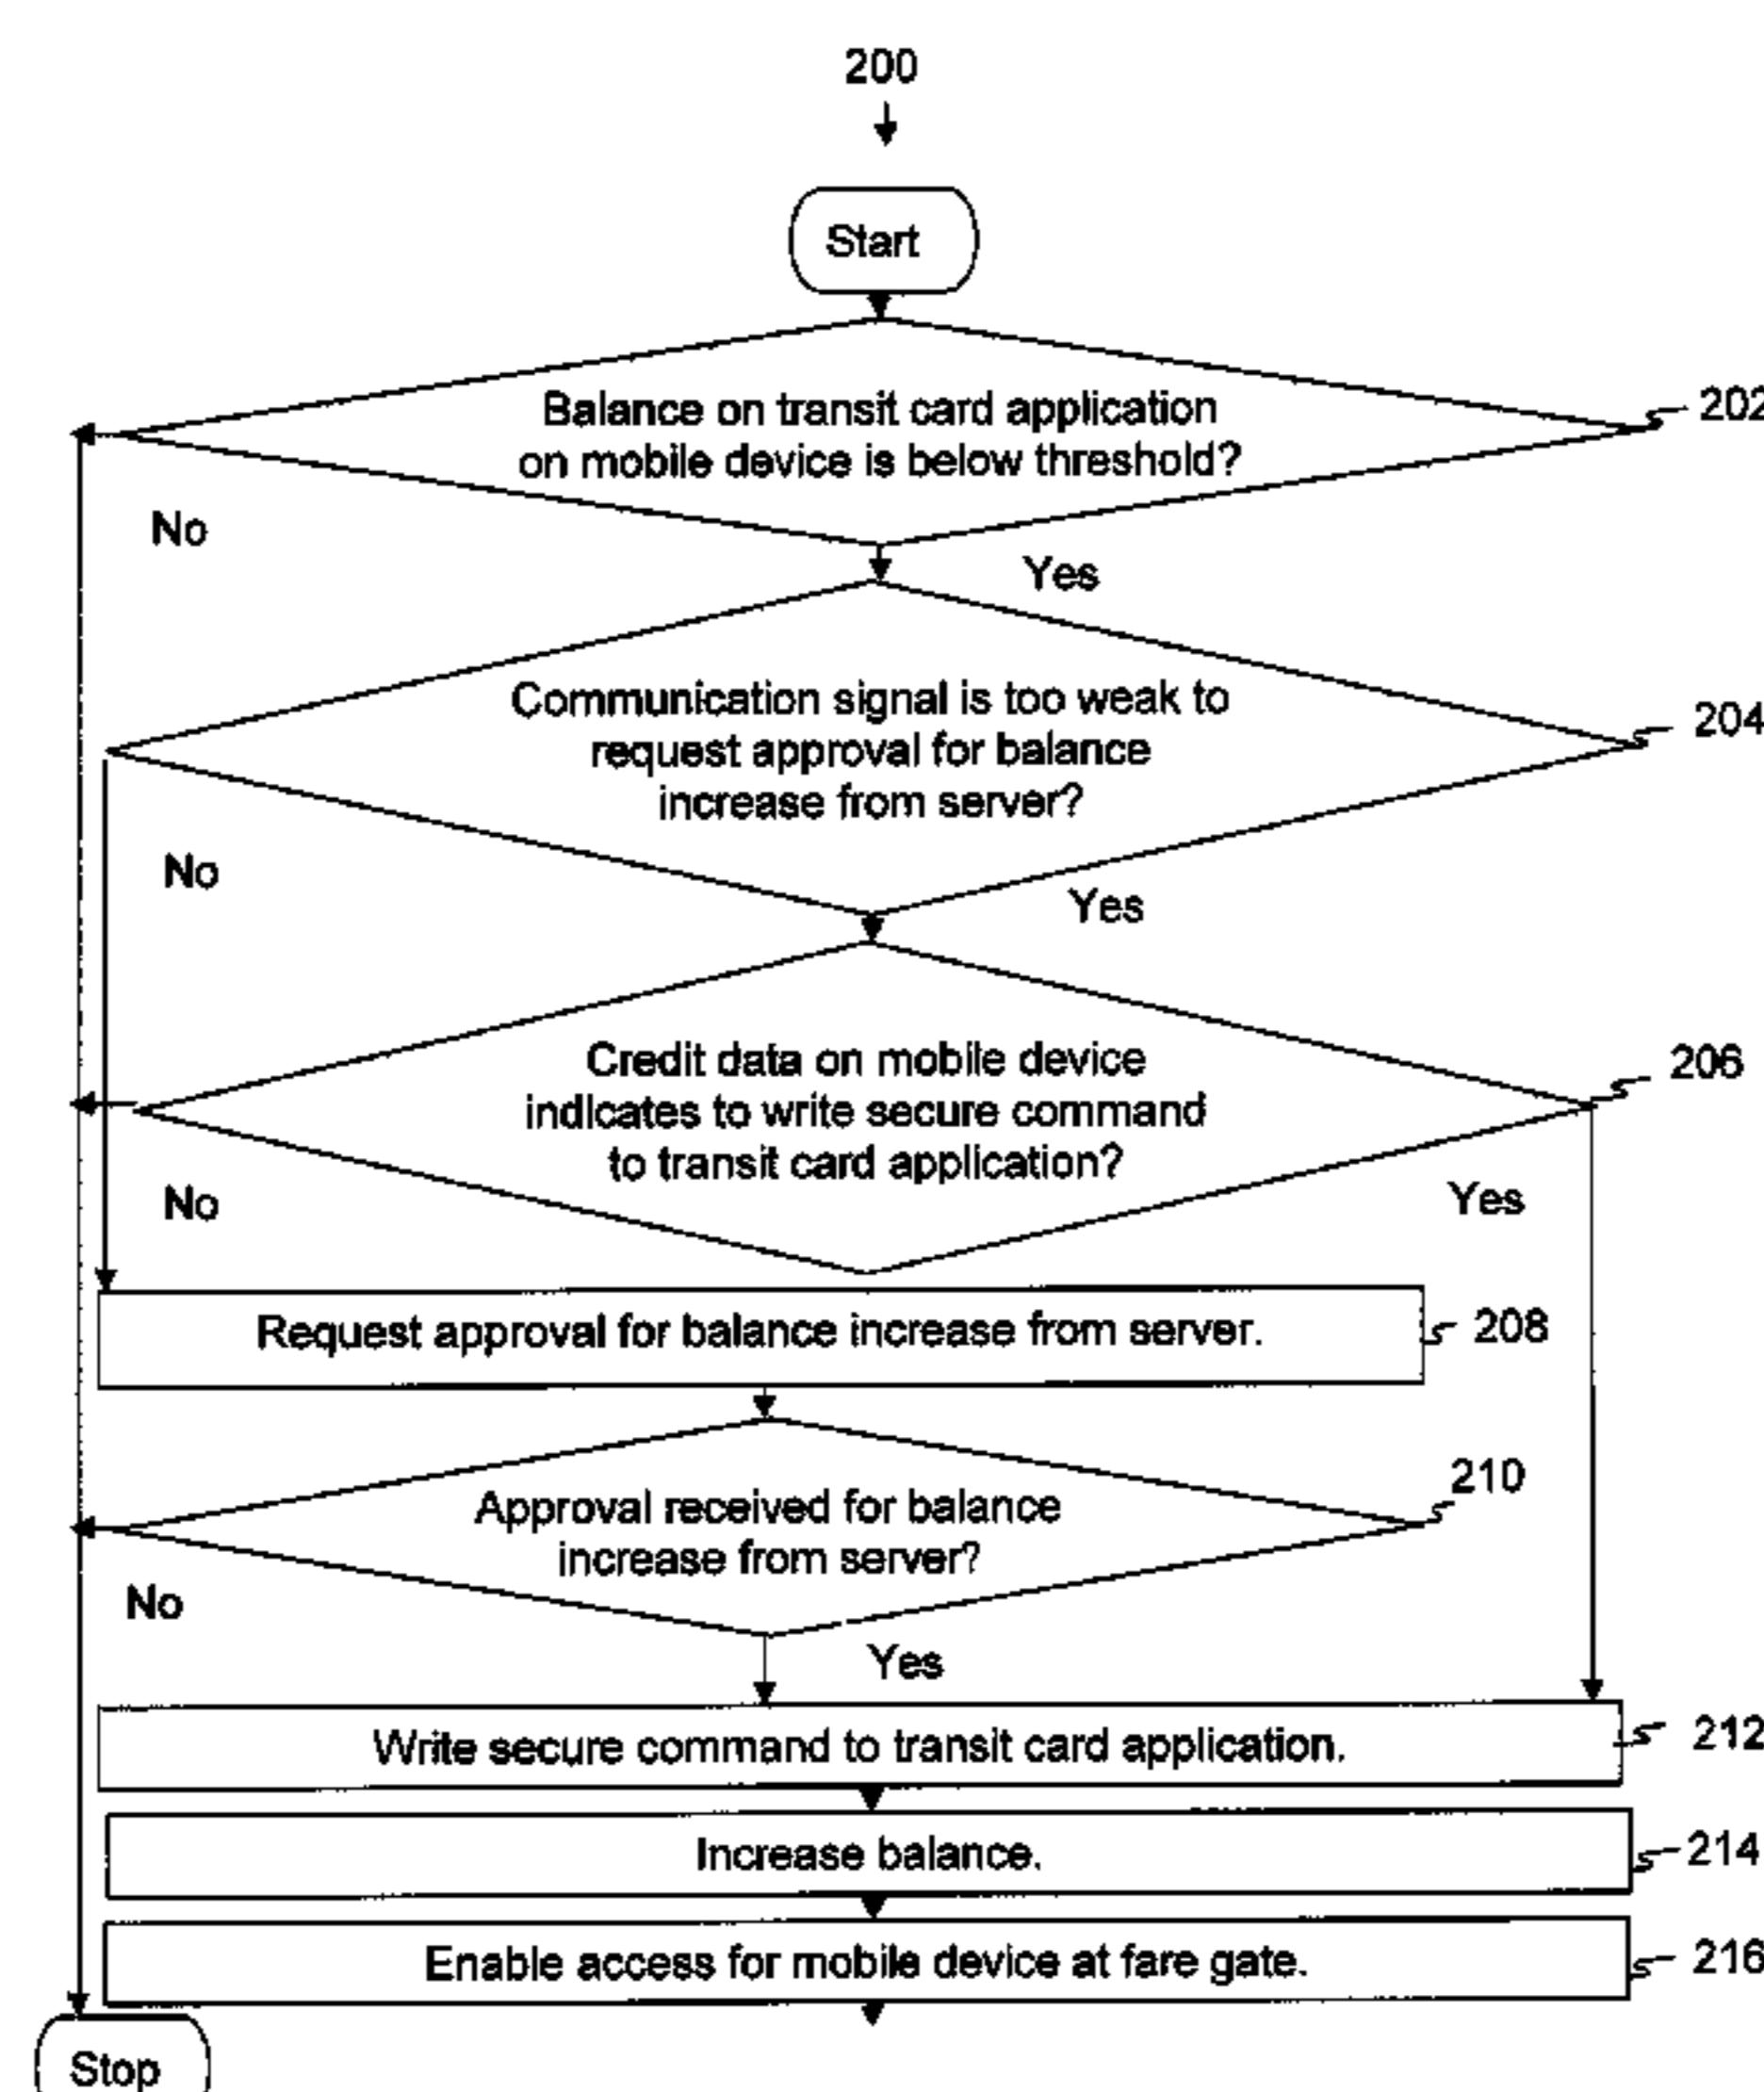 200
Start
Balance on transit card application
on mobile device is below threshold?
202
No
Yes
Communication signal is too weak to
request approval for balance
increase from server?
204
No
Yes
Credit data on mobile device
indicates to write secure command
to transit card application?
206
No
Yes
Request approval for balance increase from server.
208
Approval received for balance
increase from server?
210
No
Yes
Write secure command to transit card application.
212
Increase balance.
214
Enable access for mobile device at fare gate.
216
Stop